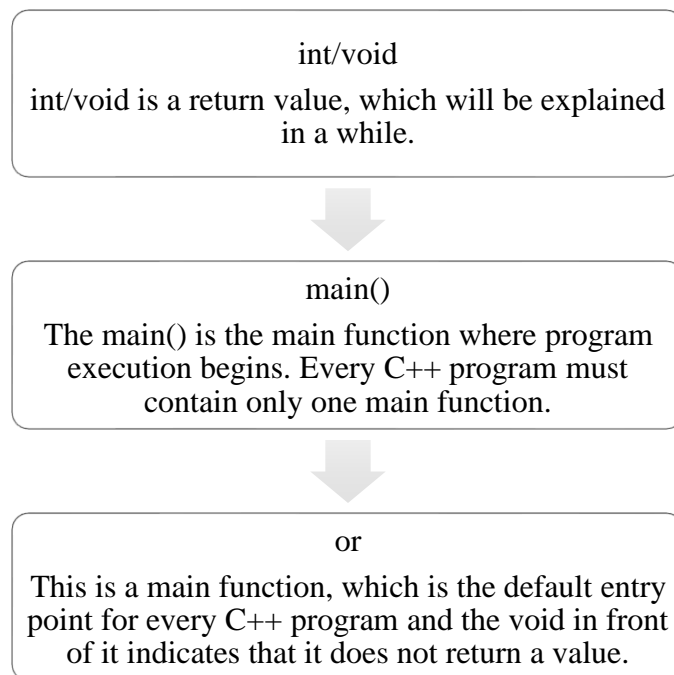 int/void
int/void is a return value, which will be explained
in a while.
main()
The main() is the main function where program
execution begins. Every C++ program must
contain only one main function.
or
This is a main function, which is the default entry
point for every C++ program and the void in front
of it indicates that it does not return a value.